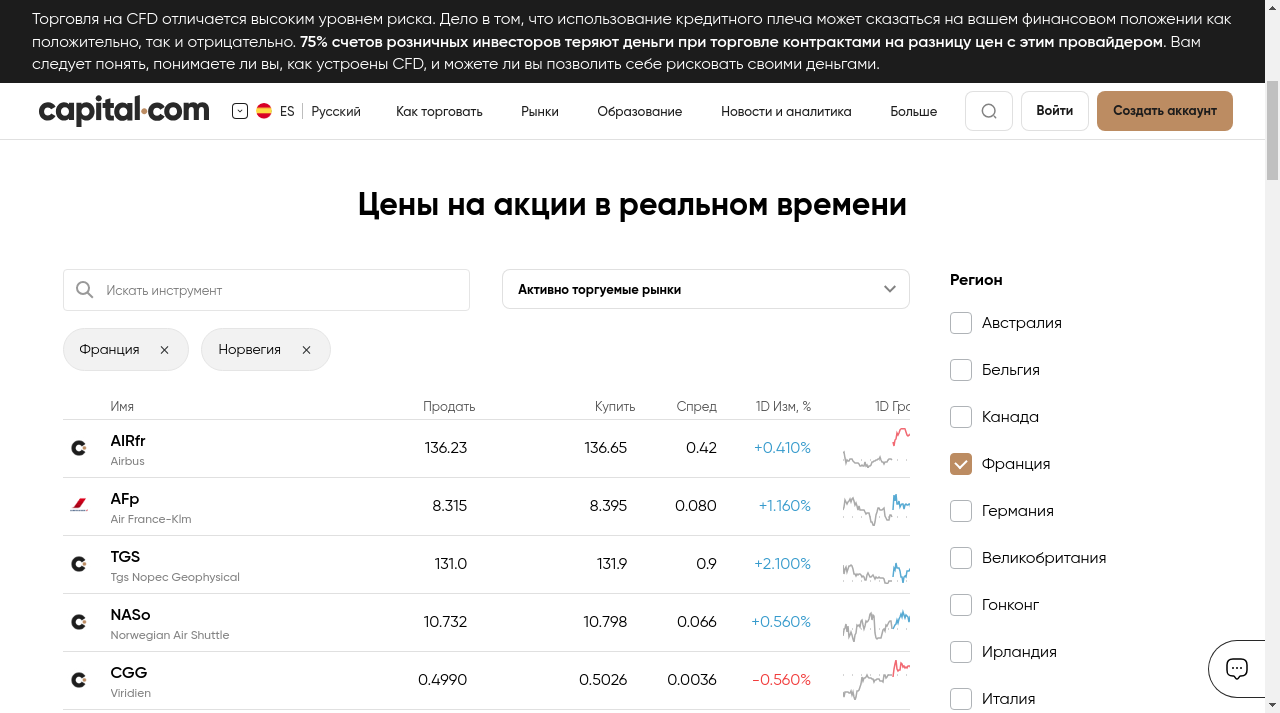 Торговля на CFD отличается высоким уровнем риска. Дело в том, что использование кредитного плеча может сказаться на вашем финансовом положении как
положительно, так и отрицательно. 75% счетов розничных инвесторов теряют деньги при торговле контрактами на разницу цен с этим провайдером. Вам
следует понять, понимаете ли вы, как устроены CFD, и можете ли вы позволить себе рисковать своими деньгами.
capital.com ES Русский Как торговать Рынки Образование Новости и аналитика Больше Войти Создать аккаунт
Цены на акции в реальном времени
Искать инструмент
Активно торгуемые рынки
Франция Норвегия
Имя Продать Купить Спред 1D Изм, % 1D Гра
AIRfr 136.23 136.65 0.42 +0.410%
Airbus
AFp 8.315 8.395 0.080 +1.160%
Air France-Klm
TGS 131.0 131.9 0.9 +2.100%
Tgs Nopec Geophysical
NASo 10.732 10.798 0.066 +0.560%
Norwegian Air Shuttle
CGG 0.4990 0.5026 0.0036 -0.560%
Viridien
Регион
Австралия
Бельгия
Канада
Франция
Германия
Великобритания
Гонконг
Ирландия
Италия